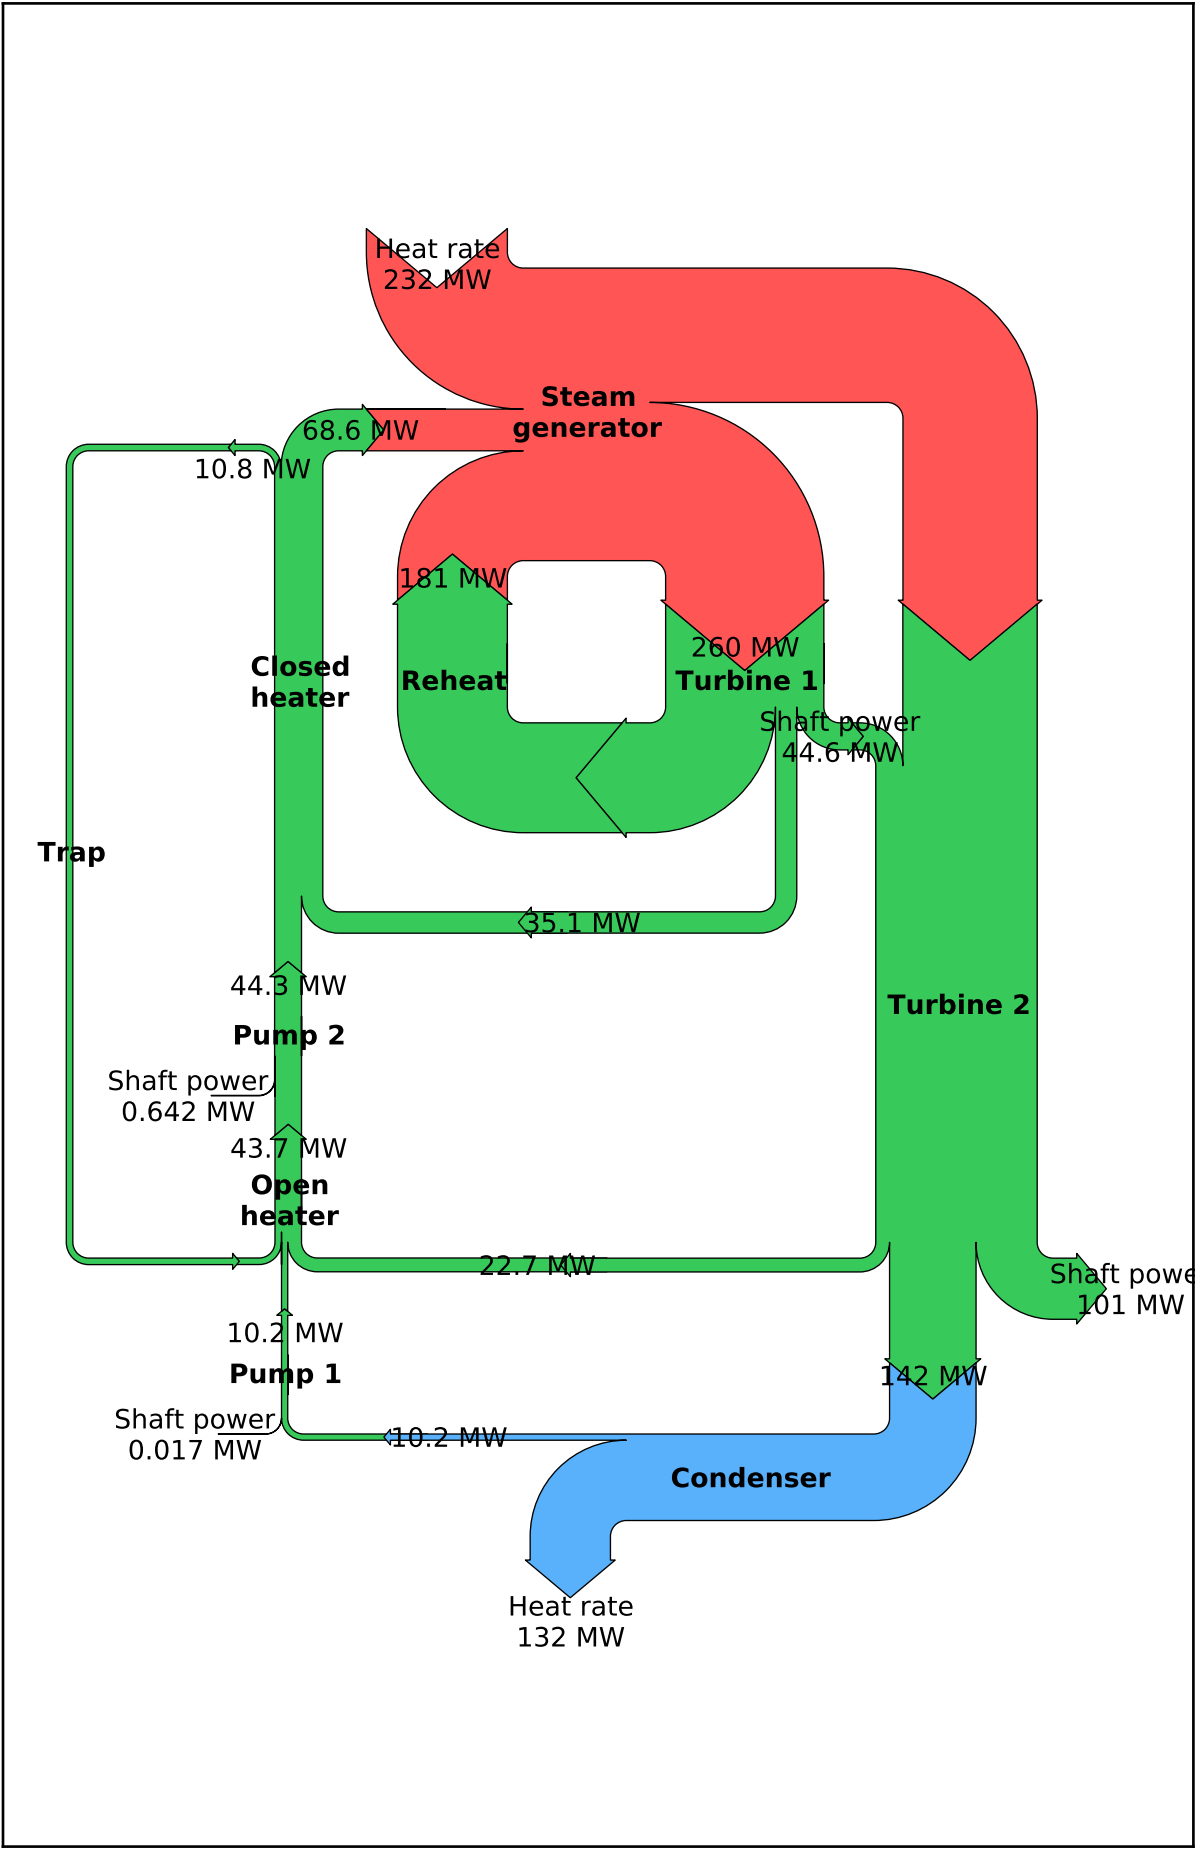 Heat rate
232 MW
Steam
generator
68.6 MW
10.8 MW
181 MW
260 MW
Closed
heater
Reheat
Turbine 1
Shaft power
44.6 MW
Trap
35.1 MW
44.3 MW
Turbine 2
Pump 2
Shaft power
0.642 MW
43.7 MW
Open
heater
22.7 MW
Shaft powe
101 MW
10.2 MW
Pump 1
142 MW
Shaft power
0.017 MW
10.2 MW
Condenser
Heat rate
132 MW